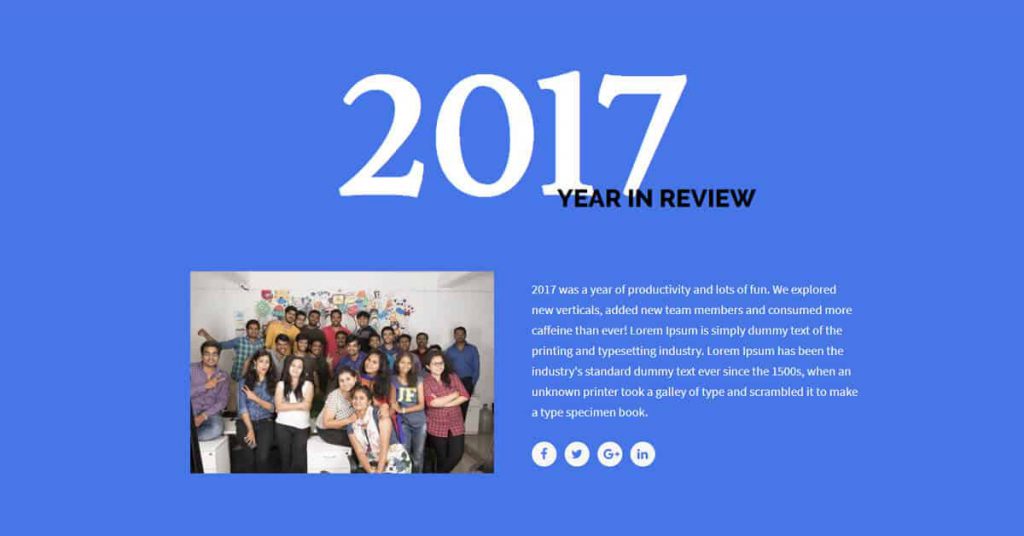 2017
YEAR IN REVIEW
2017 was a year of productivity and lots of fun. We explored
new verticals, added new team members and consumed more
caffeine than ever! Lorem Ipsum is simply dummy text of the
printing and typesetting industry. Lorem Ipsum has been the
industry's standard dummy text ever since the 1500s, when an
unknown printer took a galley of type and scrambled it to make
a type specimen book.
UF
f G+ in